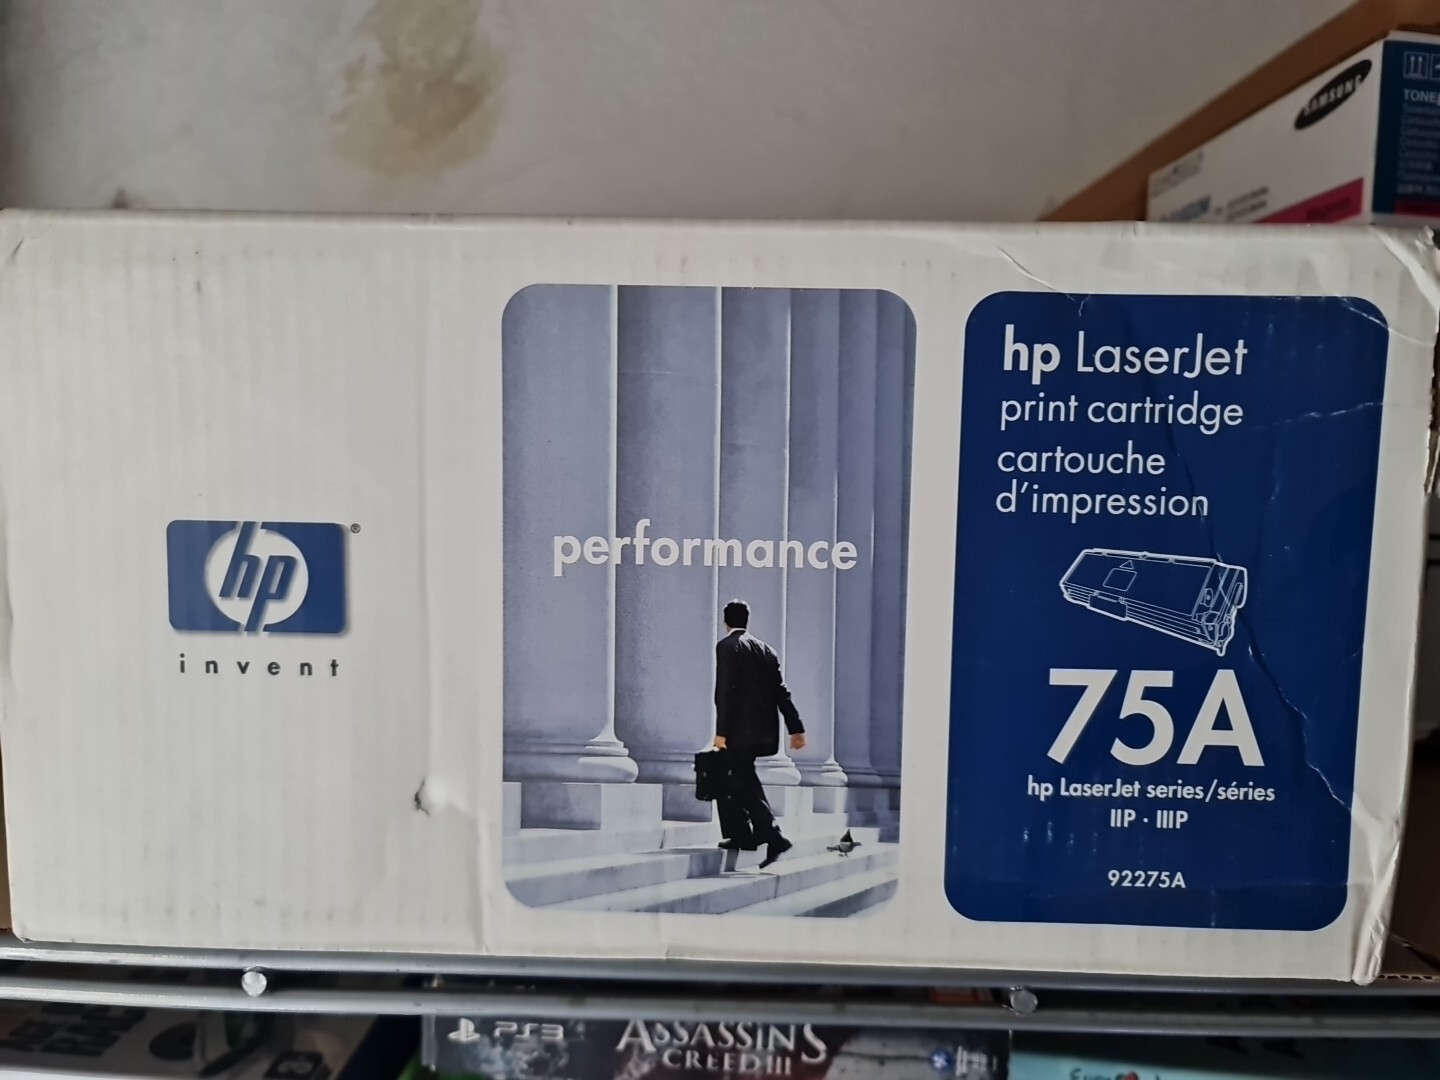 SAMSUNG
hp
®
invent
performance
hp LaserJet
print cartridge
cartouche
d'impression
75A
hp LaserJet series/séries
IIP · IIIP
92275A
PS3
ASSASSIN'S
CREED III